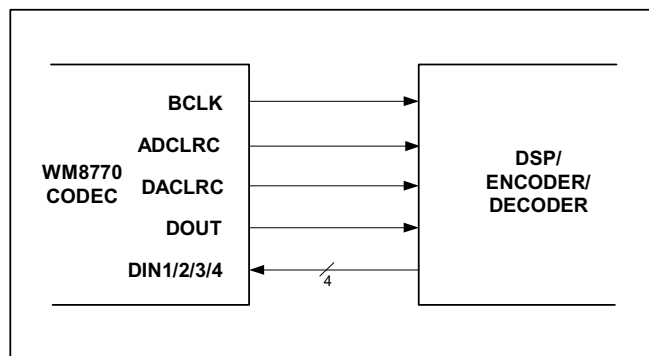 BCLK
ADCLRC
WM8770
CODEC
DACLRC
DOUT
DIN1/2/3/4
4
DSP/
ENCODER/
DECODER